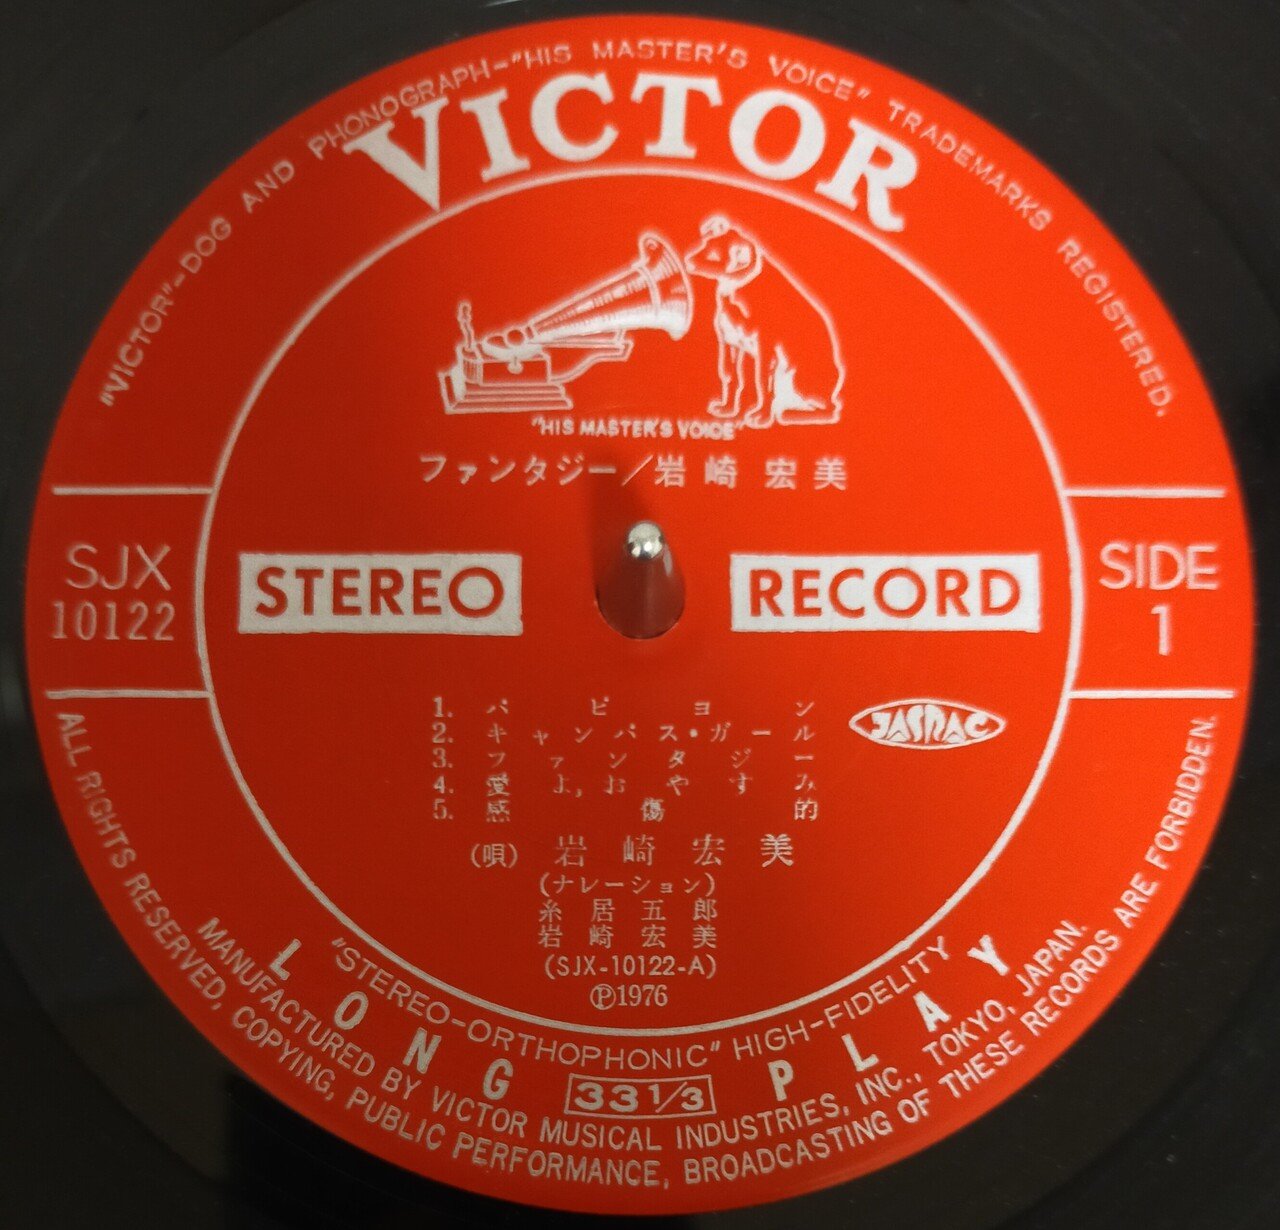 "VICTOR"-DOG AND PHONOGRAPH-"HIS MASTER'S VOICE" TRADEMARKS REGISTERED.
VICTOR
"HIS MASTER'S VOICE"
ファンタジー/岩崎宏美
SJX
10122
STEREO
RECORD
SIDE
1
1. パピヨン
2. キャンパス・ガール
3. ファンタジー
4. 愛よ,おやすみ
5. 感傷的
JASRAC
(唄) 岩崎宏美
(ナレーション)
糸居五郎
岩崎宏美
(SJX-10122-A)
Ⓟ1976
"STEREO-ORTHOPHONIC" HIGH-FIDELITY
LONG 33 1/3 PLAY
MANUFACTURED BY VICTOR MUSICAL INDUSTRIES, INC., TOKYO, JAPAN.
ALL RIGHTS RESERVED, COPYING, PUBLIC PERFORMANCE, BROADCASTING OF THESE RECORDS ARE FORBIDDEN.